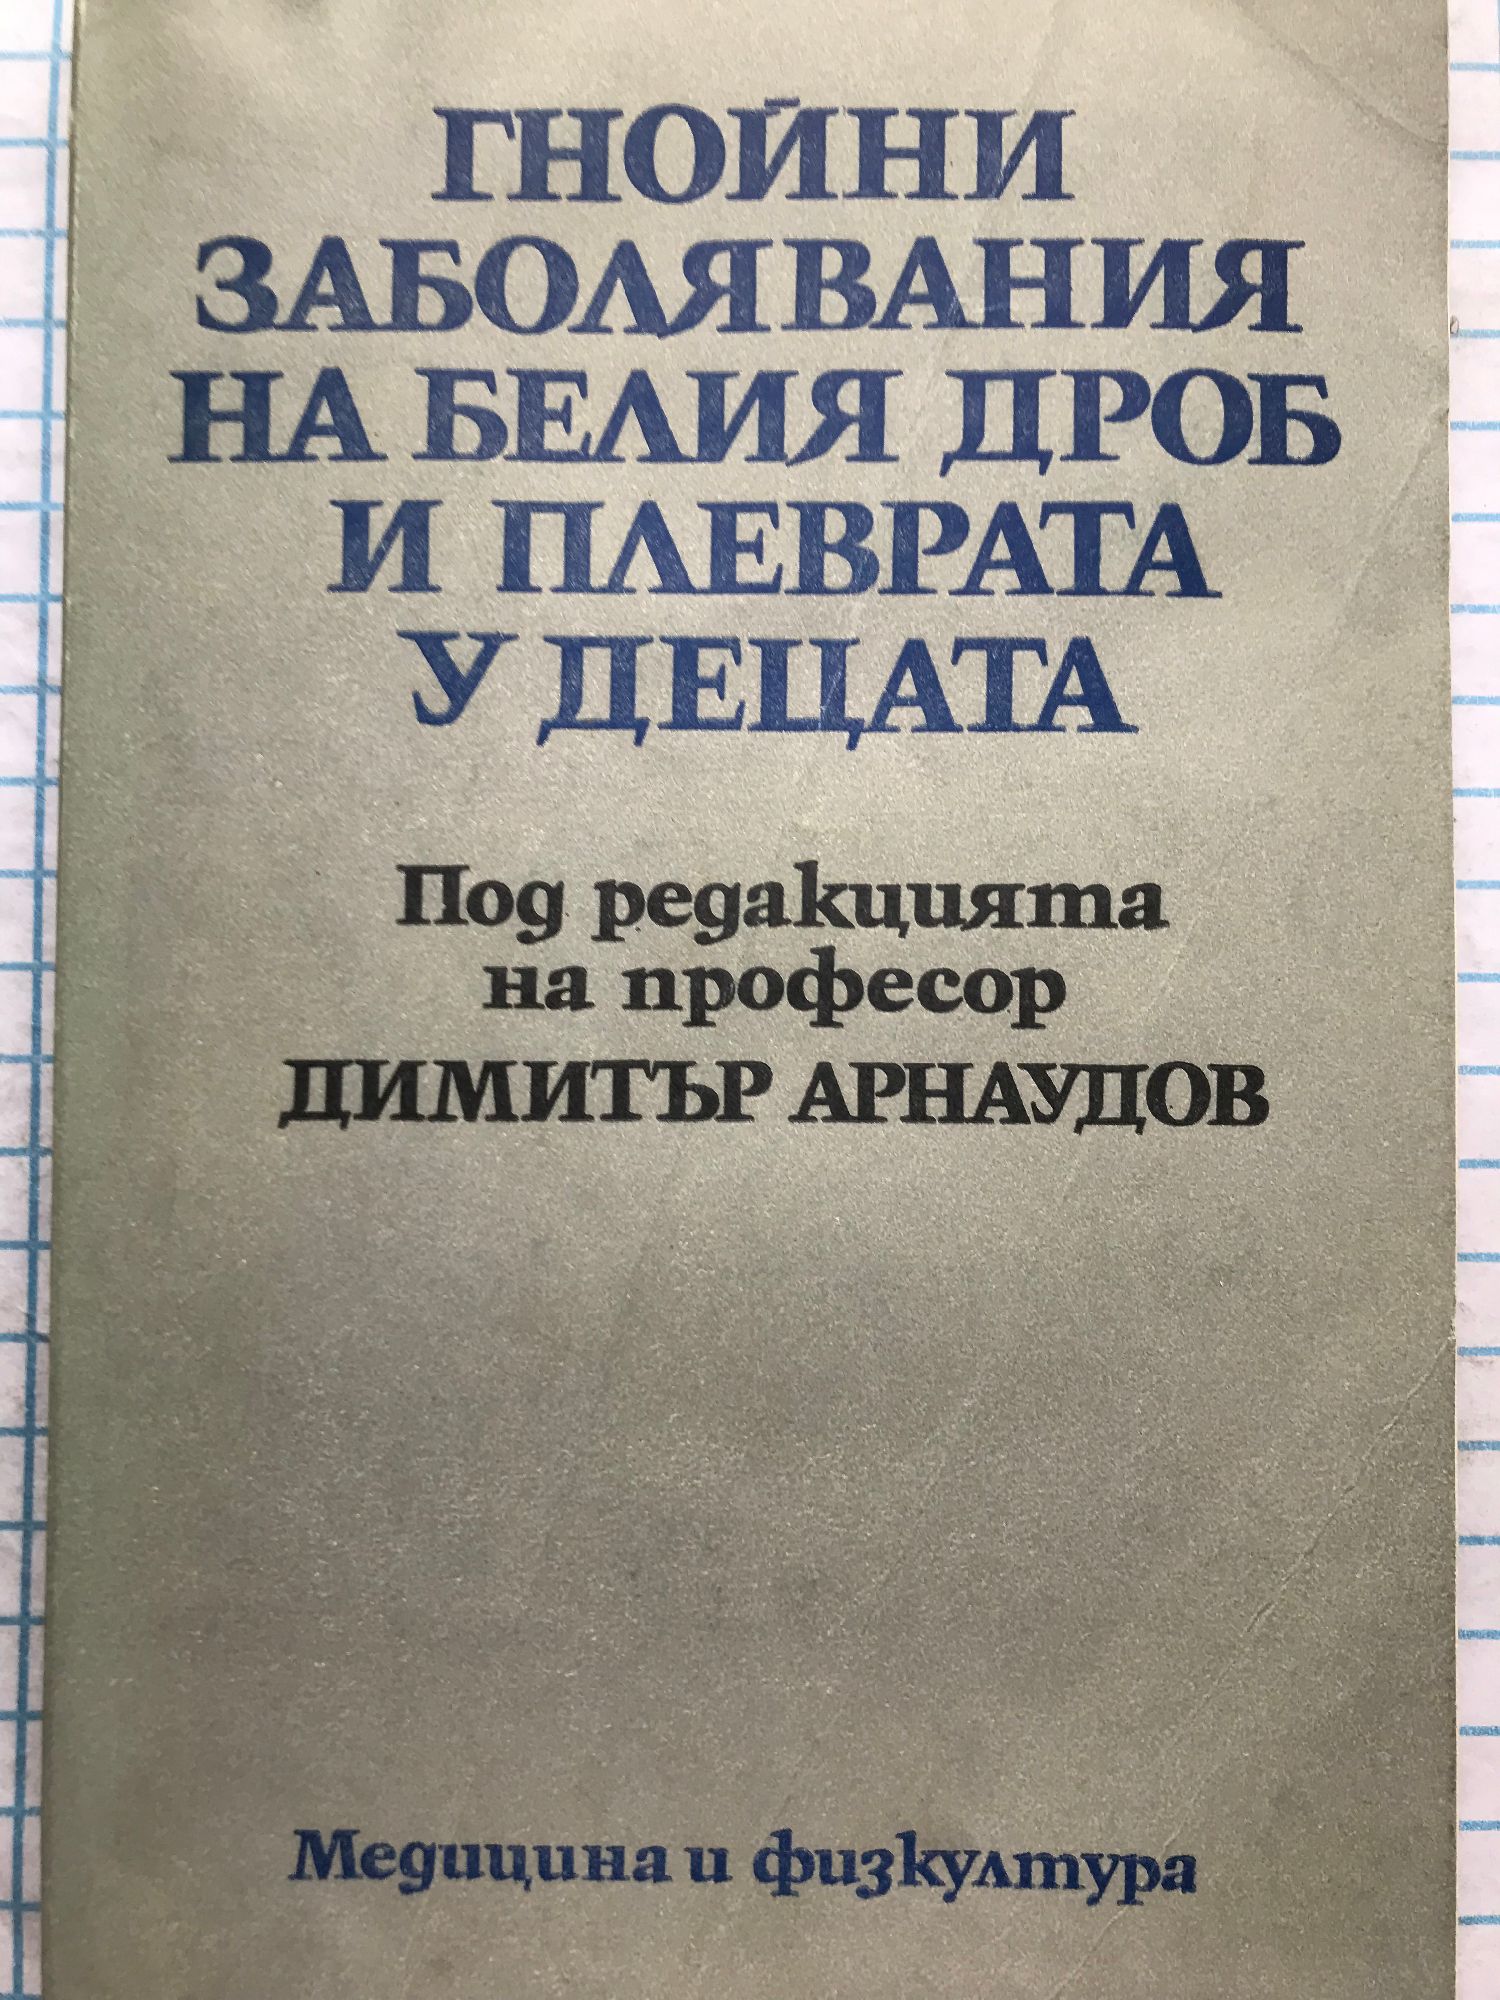 ГНОЙНИ
ЗАБОЛЯВАНИЯ
НА БЕЛИЯ ДРОБ
И ПЛЕВРАТА
У ДЕЦАТА
Под редакцията
на професор
ДИМИТЪР АРНАУДОВ
Медицина и физкултура